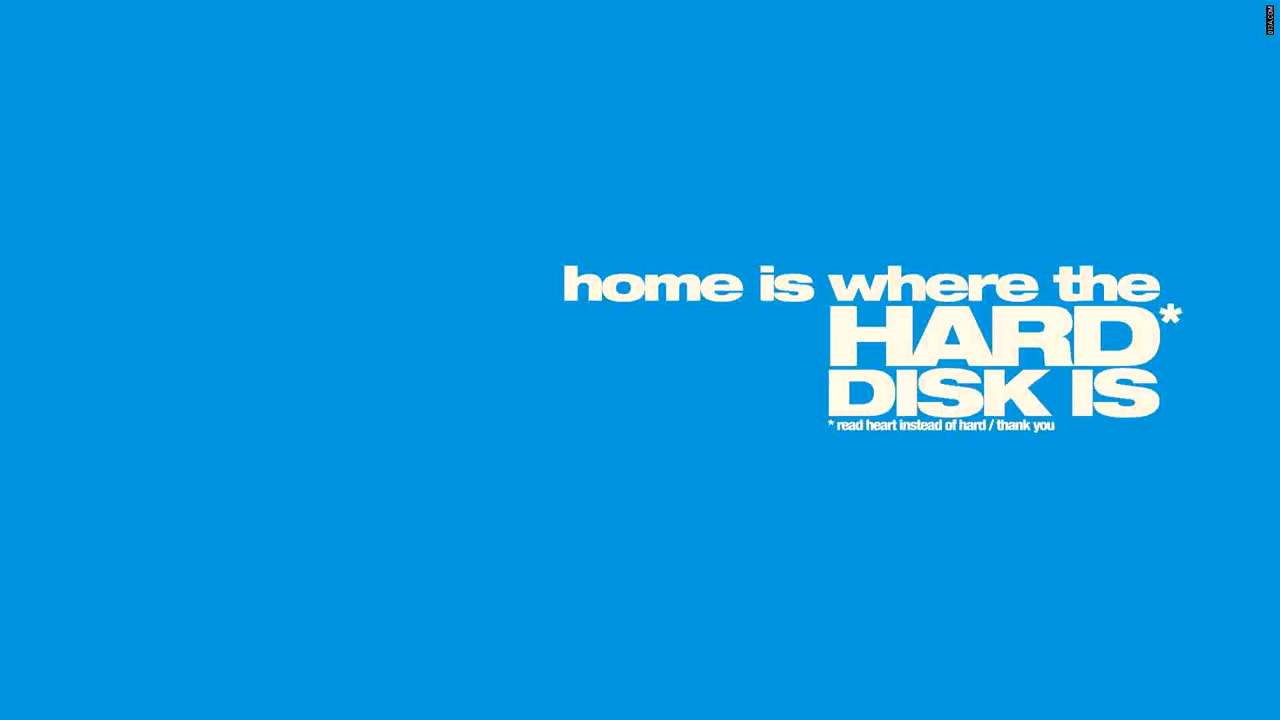 home is where the
HARD*
DISK IS
* read heart instead of hard / thank you